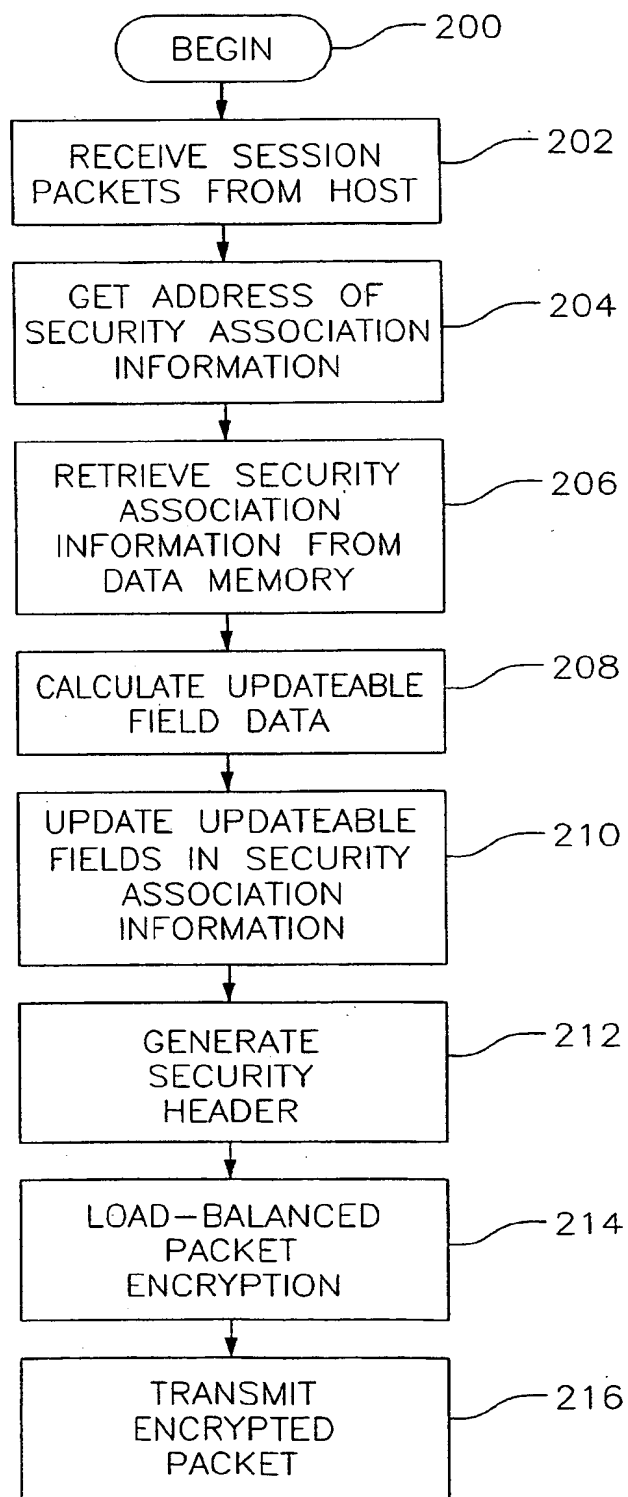 BEGIN
200
RECEIVE SESSION
PACKETS FROM HOST
202
GET ADDRESS OF
SECURITY ASSOCIATION
INFORMATION
204
RETRIEVE SECURITY
ASSOCIATION
INFORMATION FROM
DATA MEMORY
206
CALCULATE UPDATEABLE
FIELD DATA
208
UPDATE UPDATEABLE
FIELDS IN SECURITY
ASSOCIATION
INFORMATION
210
GENERATE
SECURITY
HEADER
212
LOAD-BALANCED
PACKET
ENCRYPTION
214
TRANSMIT
ENCRYPTED
PACKET
216